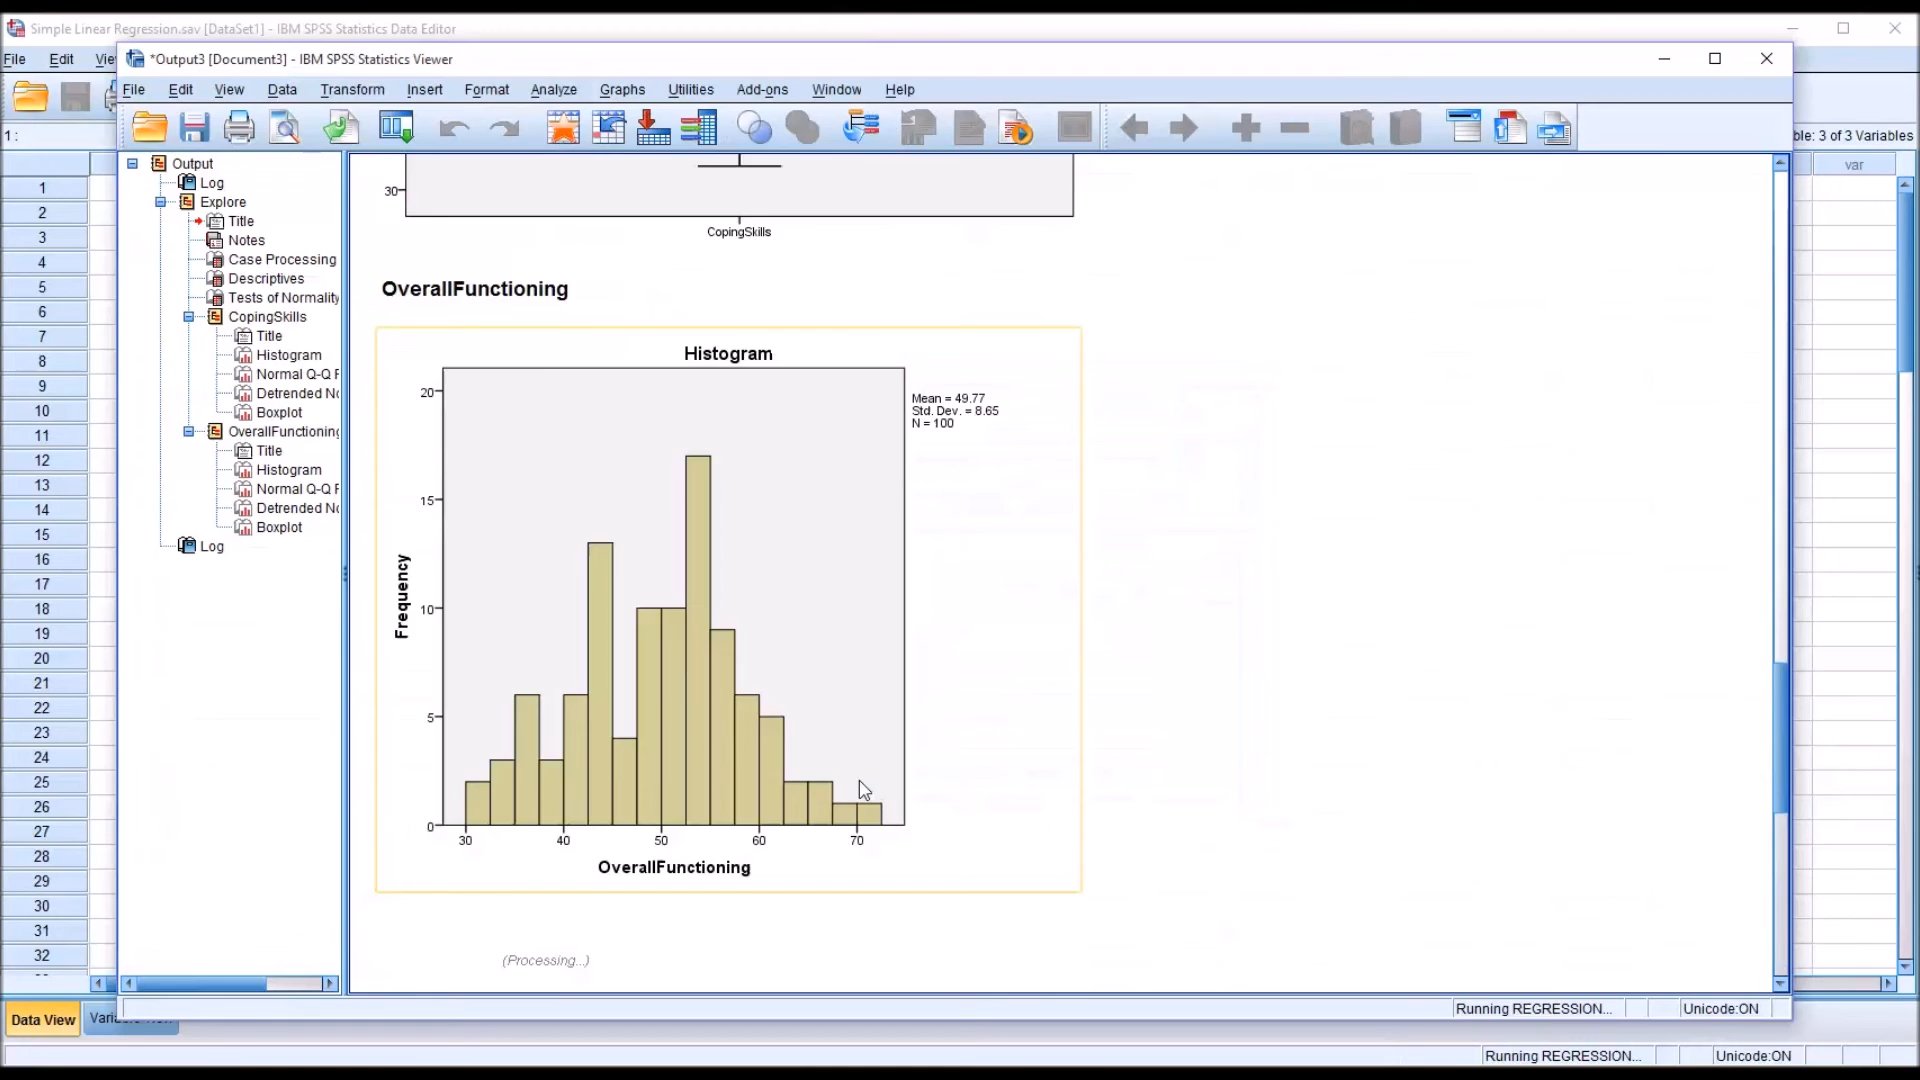 Simple Linear Regression.sav [DataSet1] - IBM SPSS Statistics Data Editor
File Edit
*Output3 [Document3] - IBM SPSS Statistics Viewer
File Edit View Data Transform Insert Format Analyze Graphs Utilities Add-ons Window Help
1 :
3 of 3 Variables
var
1
2
3
4
5
6
7
8
9
10
11
12
13
14
15
16
17
18
19
20
21
22
23
24
25
26
27
28
29
30
31
32
Output
Log
Explore
Title
Notes
Case Processing
Descriptives
Tests of Normality
CopingSkills
Title
Histogram
Normal Q-Q
Boxplot
OverallFunctioning
Title
Histogram
Normal Q-Q
Boxplot
Log
30
CopingSkills
OverallFunctioning
Histogram
Mean = 49.77
Std. Dev. = 8.65
N = 100
20
15
10
5
0
Frequency
30 40 50 60 70
OverallFunctioning
(Processing...)
Running REGRESSION... Unicode:ON
Data View
Running REGRESSION... Unicode:ON